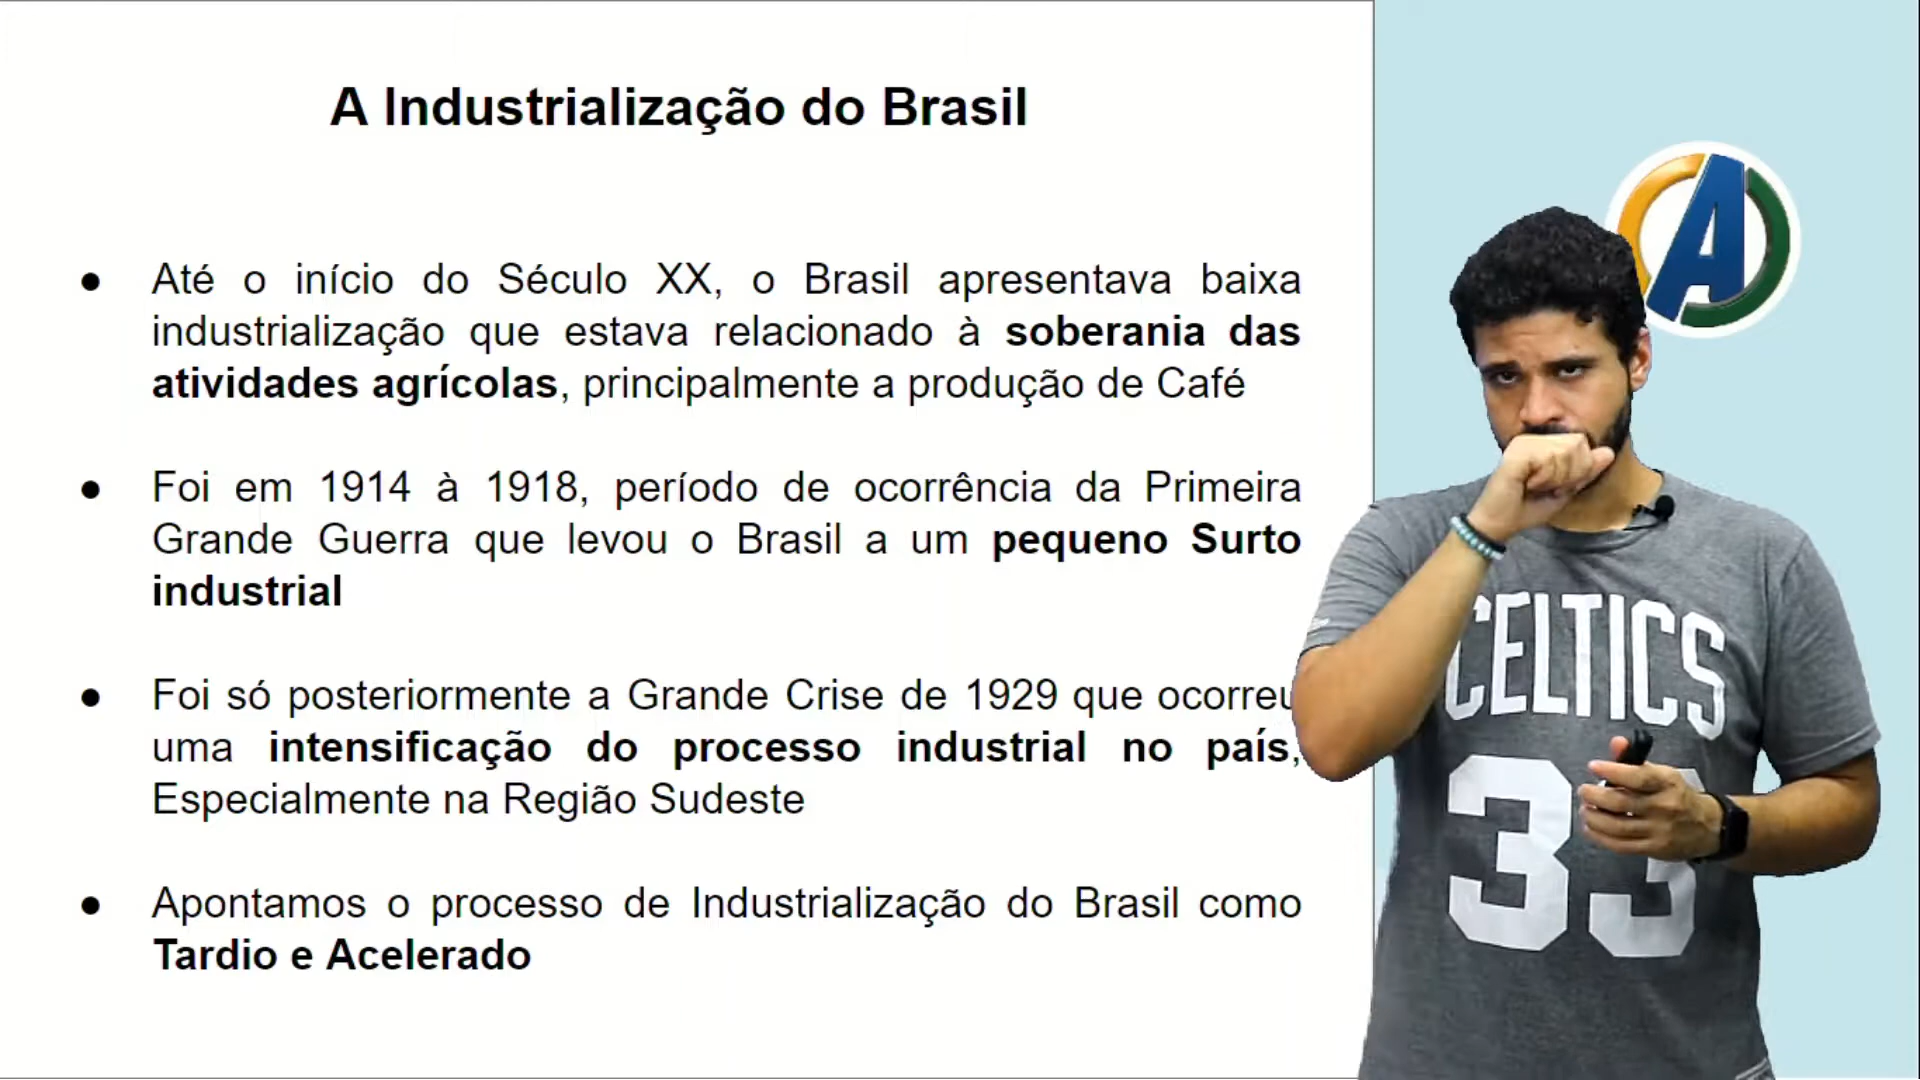 A Industrialização do Brasil
● Até o início do Século XX, o Brasil apresentava baixa
industrialização que estava relacionado à soberania das
atividades agrícolas, principalmente a produção de Café
● Foi em 1914 à 1918, período de ocorrência da Primeira
Grande Guerra que levou o Brasil a um pequeno Surto
industrial
● Foi só posteriormente a Grande Crise de 1929 que ocorreu
uma intensificação do processo industrial no país,
Especialmente na Região Sudeste
● Apontamos o processo de Industrialização do Brasil como
Tardio e Acelerado
A
CELTICS
33